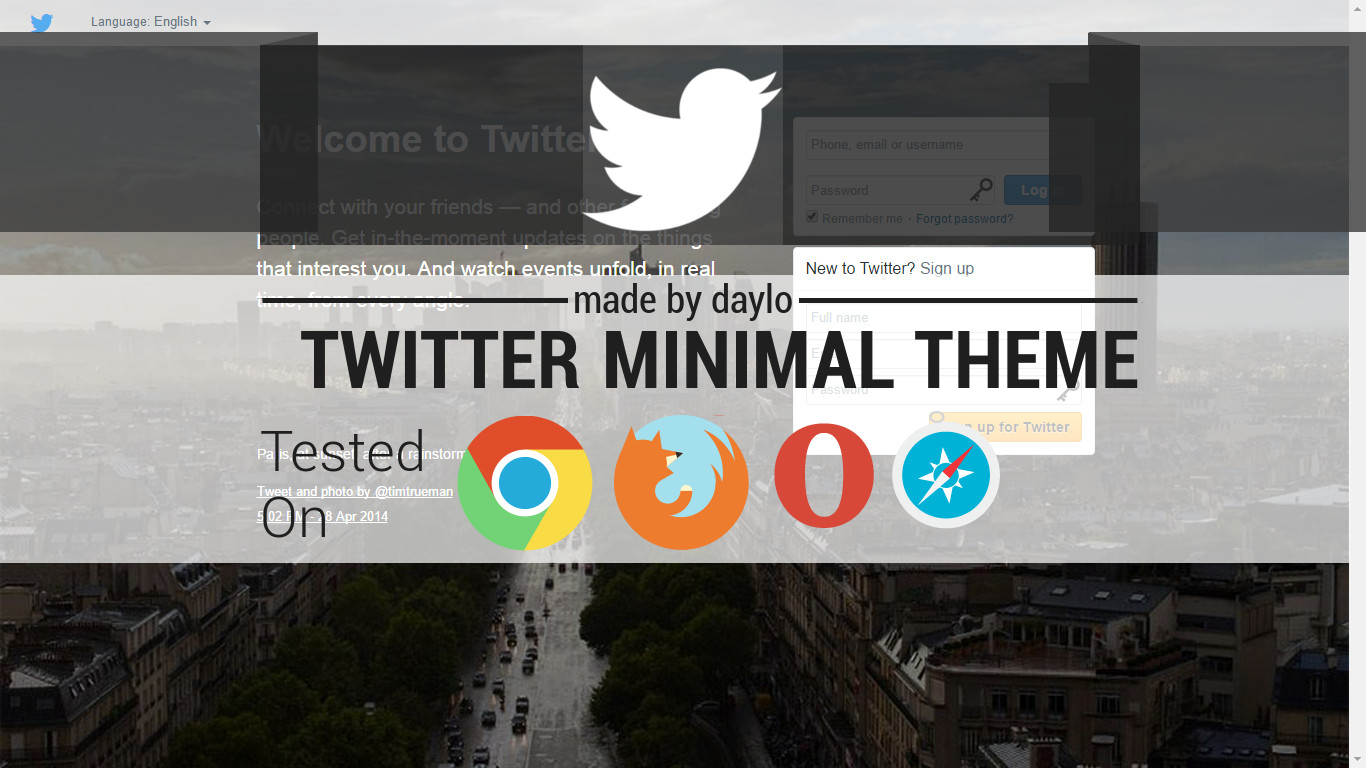 Language: English
Welcome to Twitter
Phone, email or username
Password
Log in
Remember me · Forgot password?
Connect with your friends — and other fascinating
people. Get in-the-moment updates on the things
that interest you. And watch events unfold, in real
time, from every angle.
New to Twitter? Sign up
made by daylo
Full name
TWITTER MINIMAL THEME
Password
Sign up for Twitter
Tested
On
Paris, at sunset, after a rainstorm
Tweet and photo by @timtrueman
5:02 PM - 28 Apr 2014